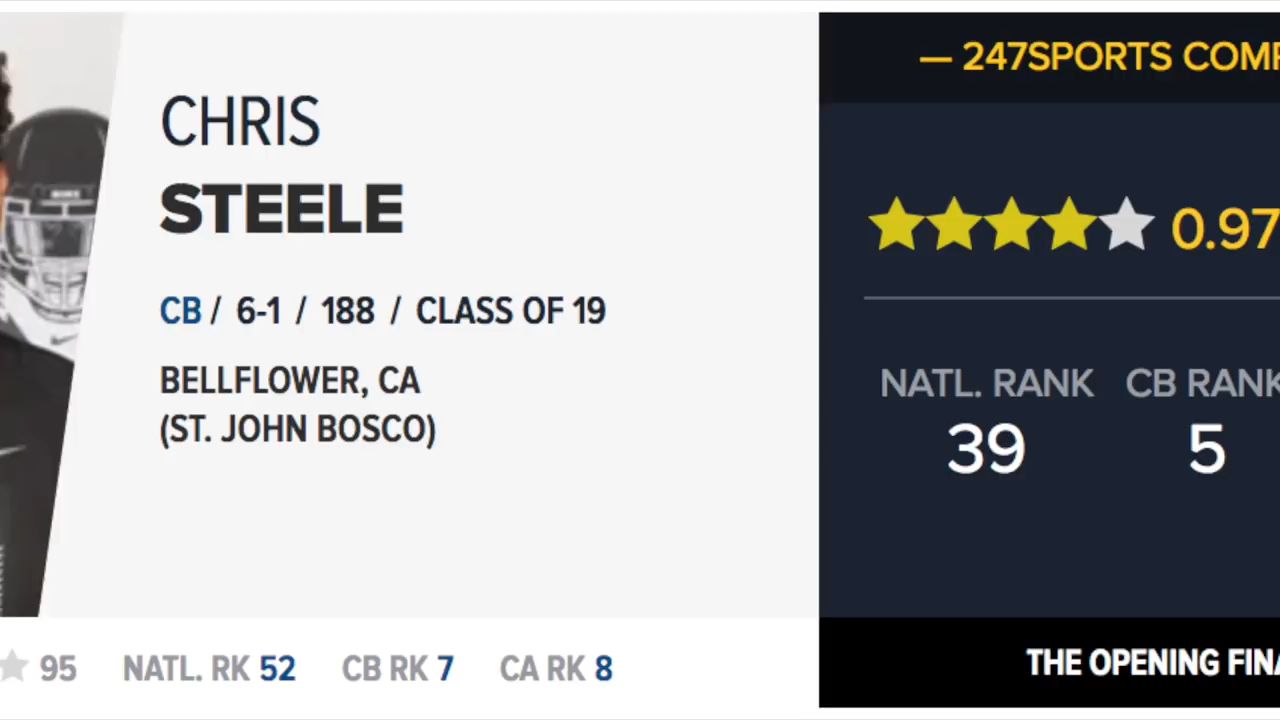 CHRIS
STEELE
CB / 6-1 / 188 / CLASS OF 19
BELLFLOWER, CA
(ST. JOHN BOSCO)
95 NATL. RK 52 CB RK 7 CA RK 8
— 247SPORTS COMP
0.97
NATL. RANK CB RANK
39 5
THE OPENING FINA